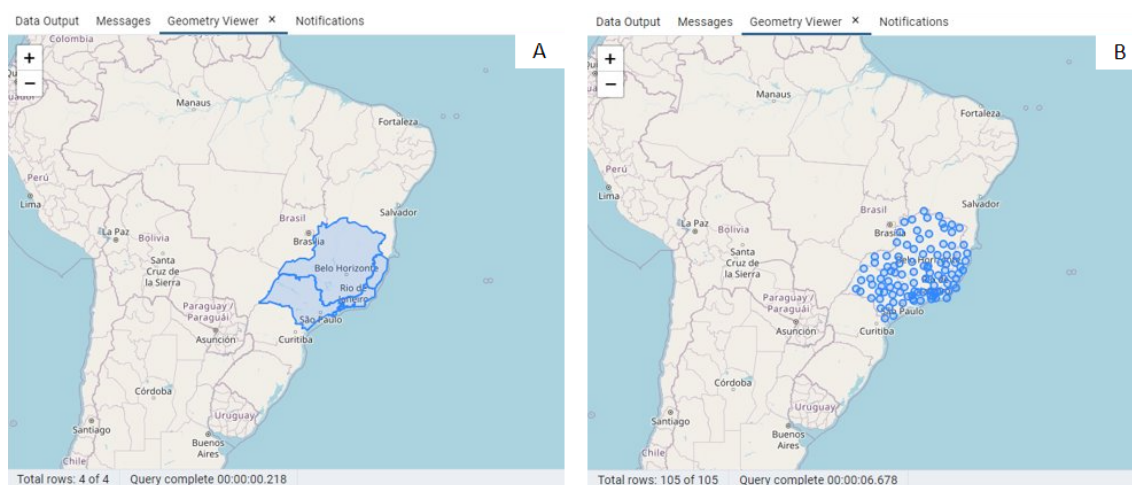 Data Output Messages Geometry Viewer × Notifications
A
+
−
Colombia
Manaus
Fortaleza
Perú
Lima
Brasil
Salvador
La Paz
Bolivia
Brasília
Santa
Cruz de
la Sierra
Belo Horizonte
Rio de
Janeiro
Paraguay /
Paraguái
São Paulo
Asunción
Curitiba
Córdoba
Uruguay
Santiago
Buenos
Aires
Chile
Total rows: 4 of 4 Query complete 00:00:00.218
Data Output Messages Geometry Viewer × Notifications
B
+
−
Colombia
Manaus
Fortaleza
Perú
Lima
Brasil
Salvador
La Paz
Bolivia
Santa
Cruz de
la Sierra
Paraguay /
Paraguái
Paulo
Asunción
Curitiba
Córdoba
Uruguay
Santiago
Buenos
Aires
Chile
Total rows: 105 of 105 Query complete 00:00:06.678